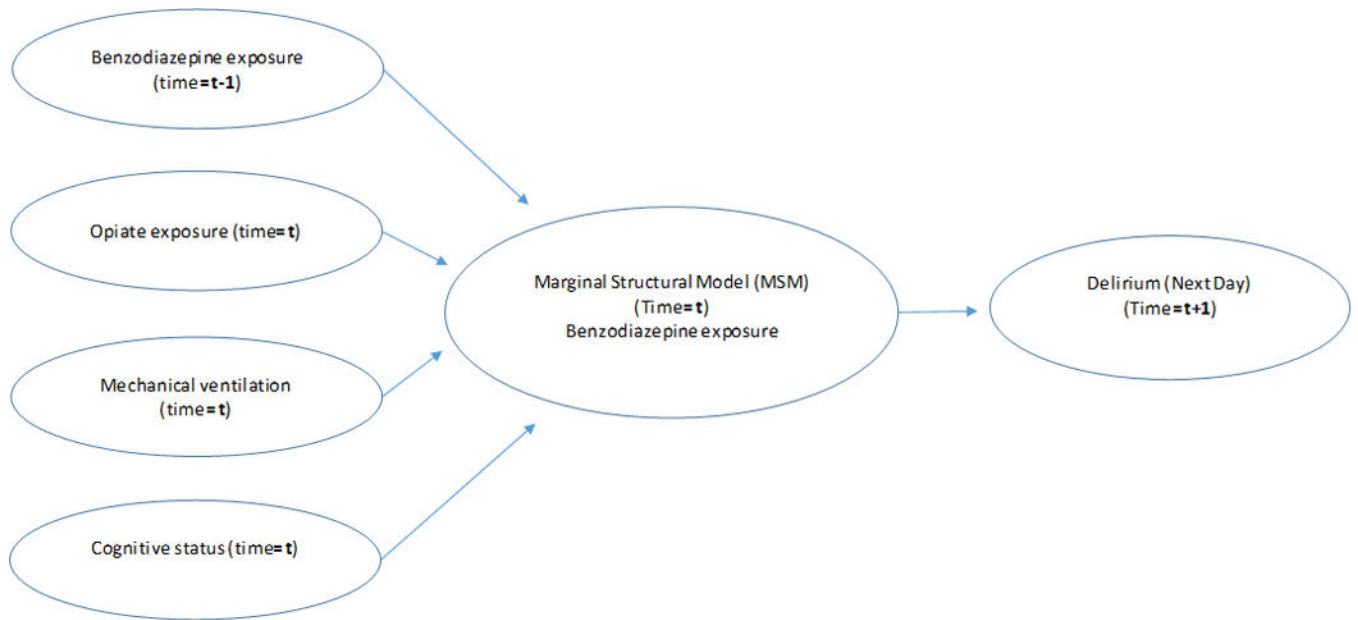 Benzodiazepine exposure
(time=t-1)
Opiate exposure (time=t)
Mechanical ventilation
(time=t)
Cognitive status (time=t)
Marginal Structural Model (MSM)
(Time=t)
Benzodiazepine exposure
Delirium (Next Day)
(Time=t+1)